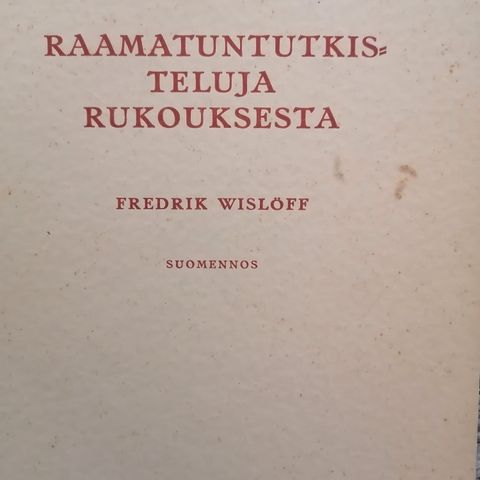 RAAMATUNTUTKIS=
TELUJA
RUKOUKSESTA
FREDRIK WISLÖFF
SUOMENNOS